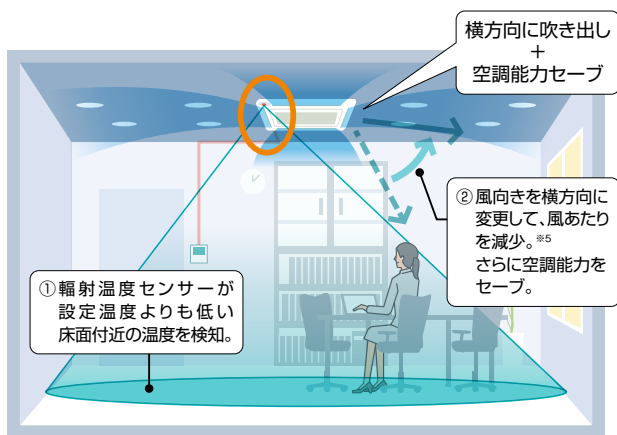 横方向に吹き出し
+
空調能力セーブ
②風向きを横方向に
変更して、風あたり
を減少。※5
さらに空調能力を
セーブ。
①輻射温度センサーが
設定温度よりも低い
床面付近の温度を検知。